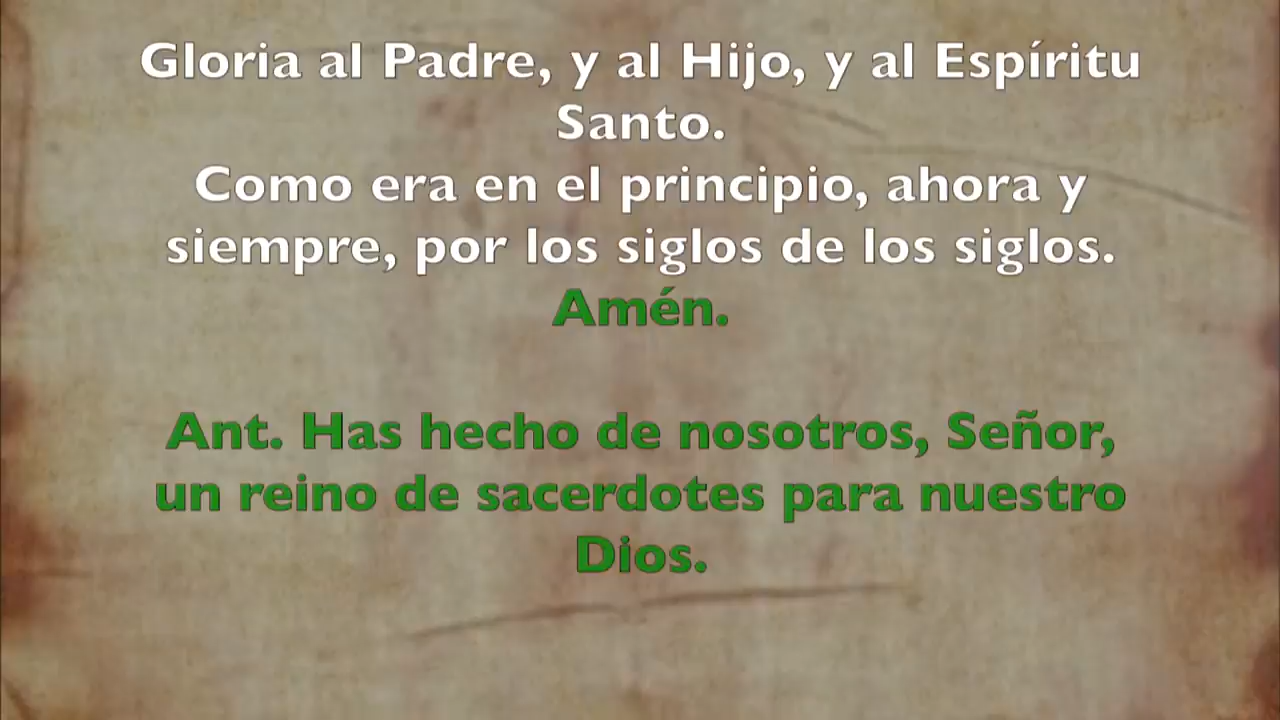 Gloria al Padre, y al Hijo, y al Espíritu
Santo.
Como era en el principio, ahora y
siempre, por los siglos de los siglos.
Amén.
Ant. Has hecho de nosotros, Señor,
un reino de sacerdotes para nuestro
Dios.